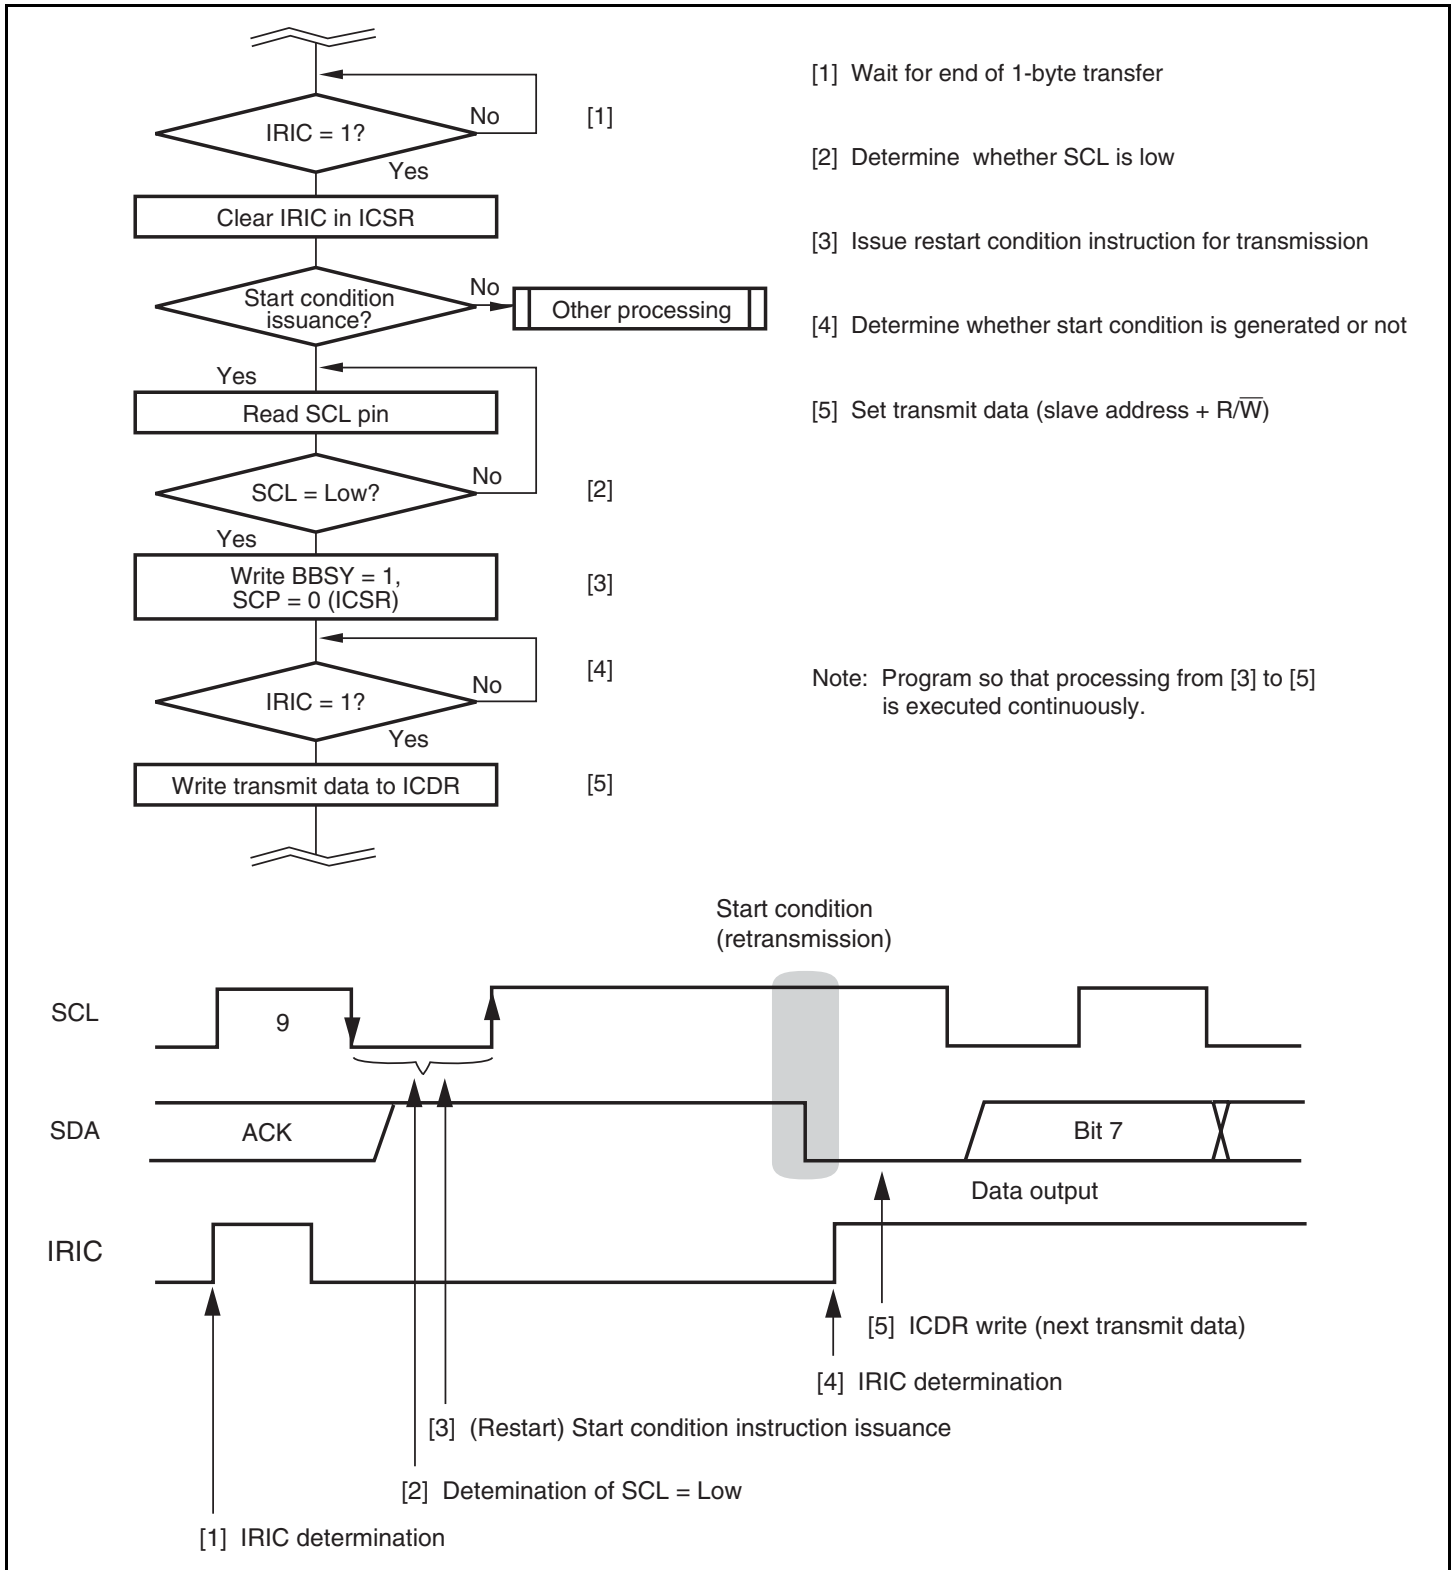 IRIC = 1?
No
[1]
Yes
Clear IRIC in ICSR
Start condition
issuance?
No
Other processing
Yes
Read SCL pin
SCL = Low?
No
[2]
Yes
Write BBSY = 1,
SCP = 0 (ICSR)
[3]
IRIC = 1?
No
[4]
Yes
Write transmit data to ICDR
[5]
[1] Wait for end of 1-byte transfer
[2] Determine whether SCL is low
[3] Issue restart condition instruction for transmission
[4] Determine whether start condition is generated or not
[5] Set transmit data (slave address + R/W̅)
Note: Program so that processing from [3] to [5]
is executed continuously.
Start condition
(retransmission)
SCL
9
SDA
ACK
Bit 7
Data output
IRIC
[5] ICDR write (next transmit data)
[4] IRIC determination
[3] (Restart) Start condition instruction issuance
[2] Detemination of SCL = Low
[1] IRIC determination